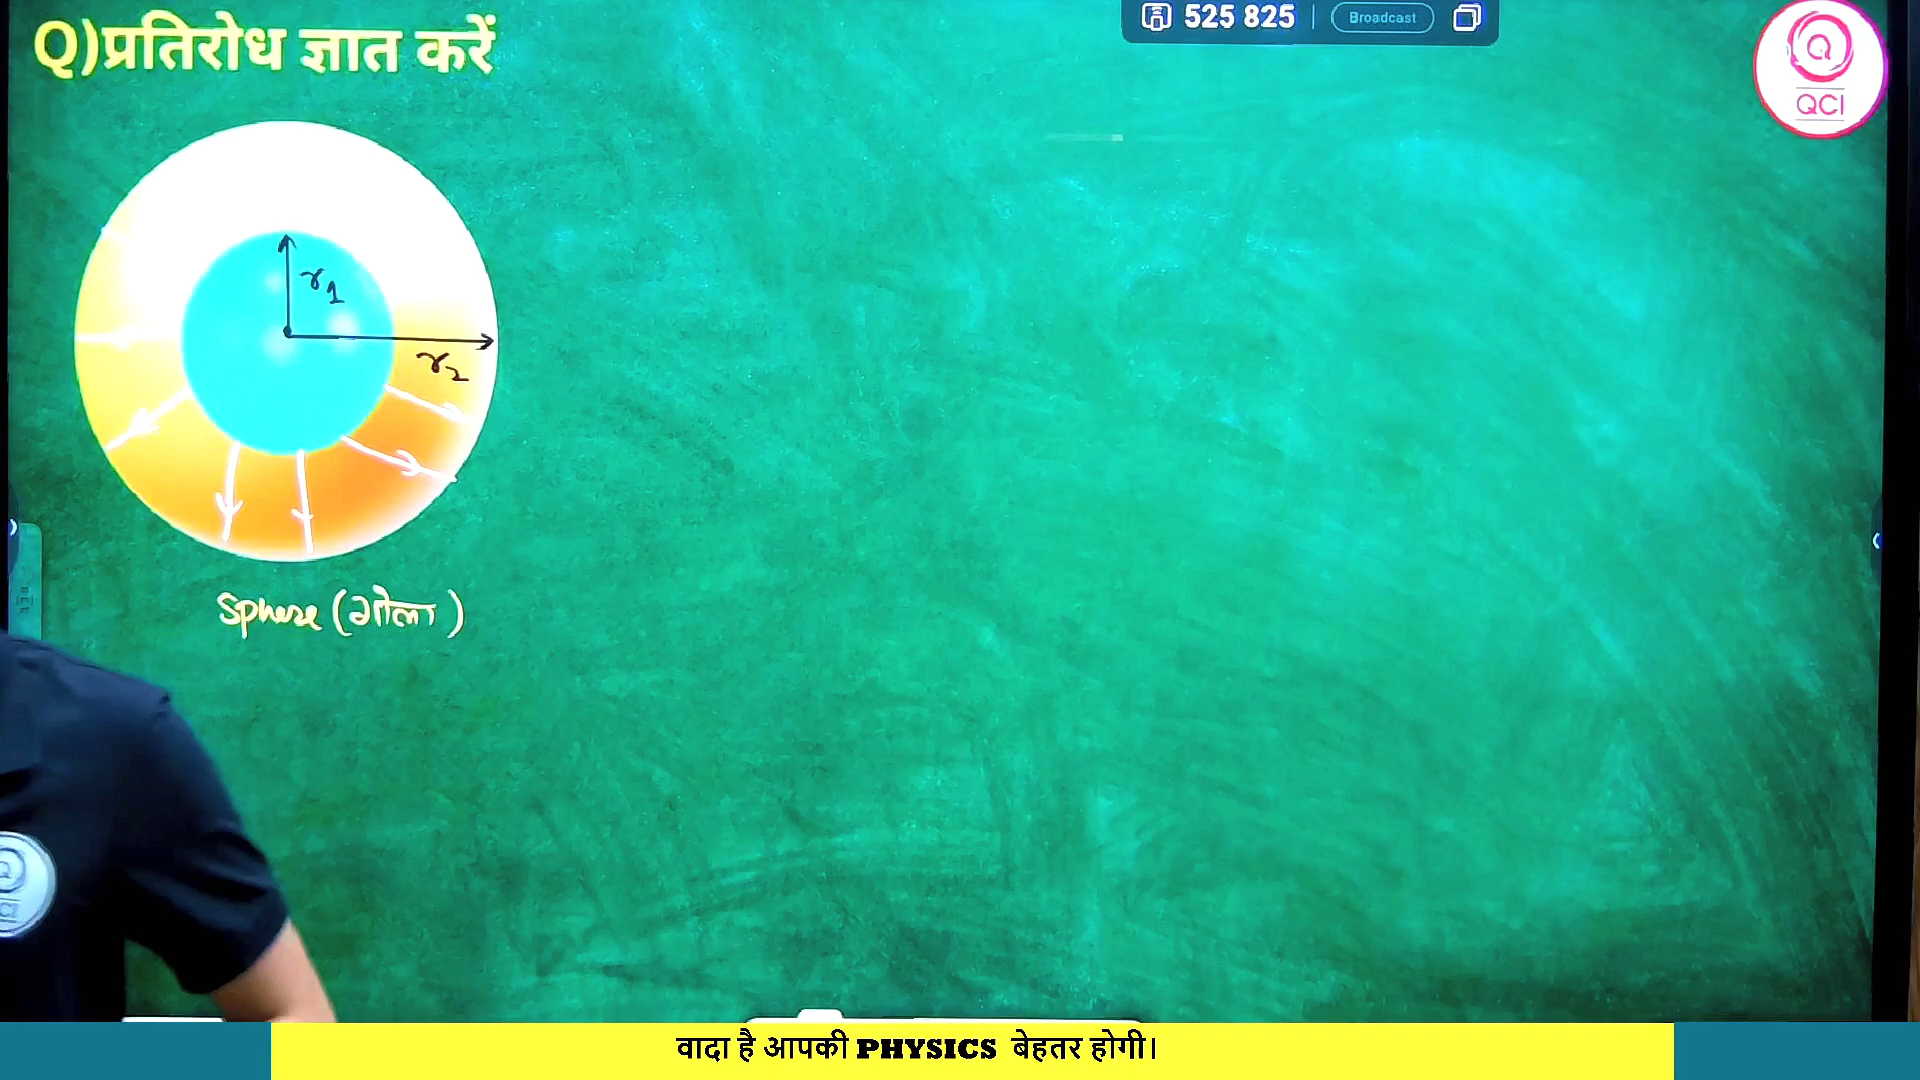 Q)प्रतिरोध ज्ञात करें
525 825 Broadcast
QCI
r1
r2
Sphere (गोला)
वादा है आपकी PHYSICS बेहतर होगी।